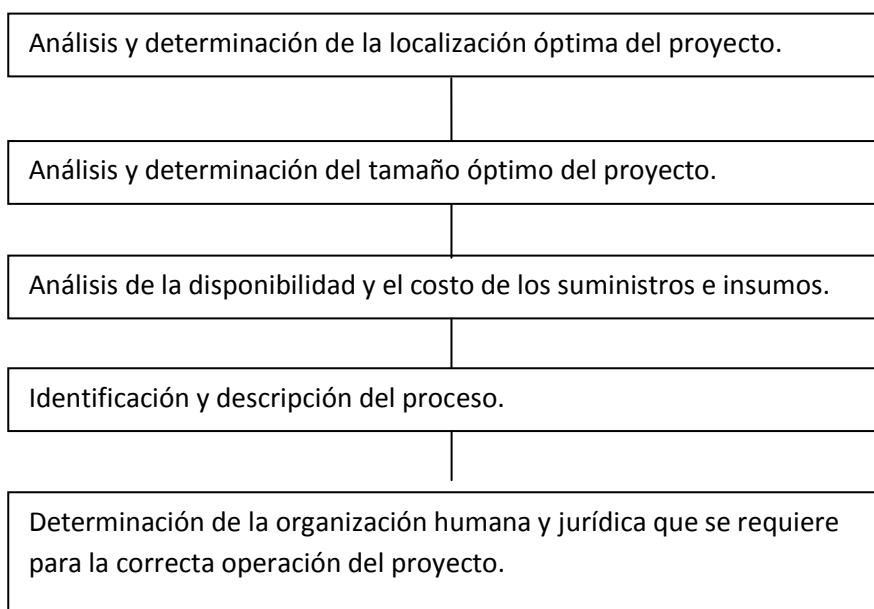 Análisis y determinación de la localización óptima del proyecto.
Análisis y determinación del tamaño óptimo del proyecto.
Análisis de la disponibilidad y el costo de los suministros e insumos.
Identificación y descripción del proceso.
Determinación de la organización humana y jurídica que se requiere
para la correcta operación del proyecto.